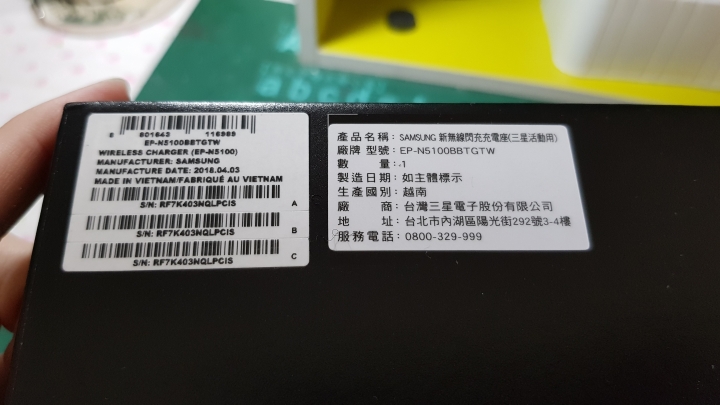 8 801643 116989
EP-N5100BBTGTW
WIRELESS CHARGER (EP-N5100)
MANUFACTURER: SAMSUNG
MANUFACTURE DATE: 2018.04.03
MADE IN VIETNAM/FABRIQUÉ AU VIETNAM
S/N: RF7K403NQLPCIS A
B
S/N: RF7K403NQLPCIS
C
S/N: RF7K403NQLPCIS
產品名稱：SAMSUNG 新無線閃充充電座(三星活動用)
廠牌型號：EP-N5100BBTGTW
數量：1
製造日期：如主體標示
生產國別：越南
廠商：台灣三星電子股份有限公司
地址：台北市內湖區陽光街292號3-4樓
服務電話：0800-329-999